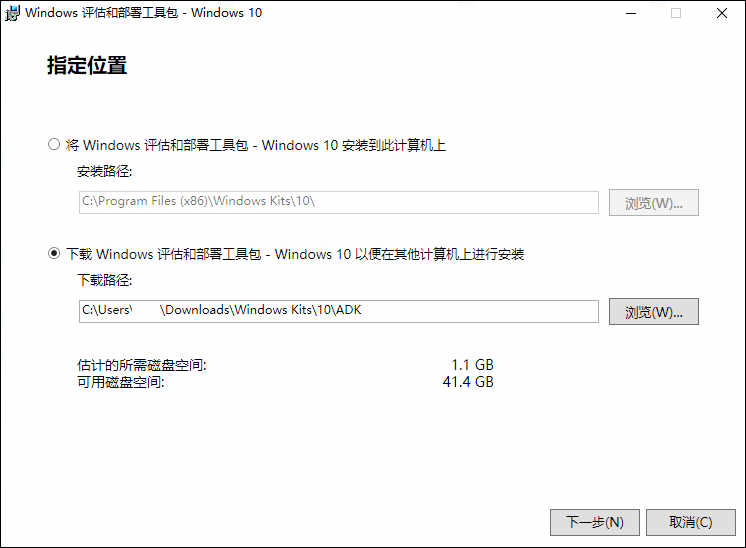 Windows 评估和部署工具包 - Windows 10
指定位置
将 Windows 评估和部署工具包 - Windows 10 安装到此计算机上
安装路径:
C:\Program Files (x86)\Windows Kits\10\
浏览(W)...
下载 Windows 评估和部署工具包 - Windows 10 以便在其他计算机上进行安装
下载路径:
C:\Users\ \Downloads\Windows Kits\10\ADK
浏览(W)...
估计的所需磁盘空间: 1.1 GB
可用磁盘空间: 41.4 GB
下一步(N) 取消(C)